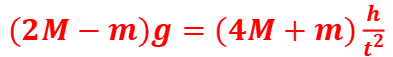 (2M − m)g = (4M + m) h/t²